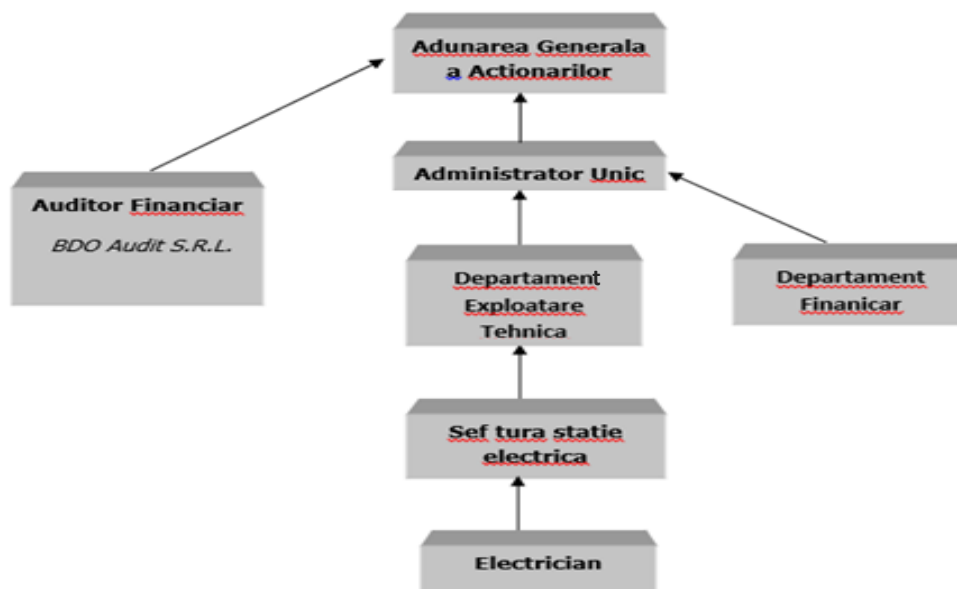 Adunarea Generala
a Actionarilor
Administrator Unic
Auditor Financiar
BDO Audit S.R.L.
Departament
Exploatare
Tehnica
Departament
Finanicar
Sef tura statie
electrica
Electrician